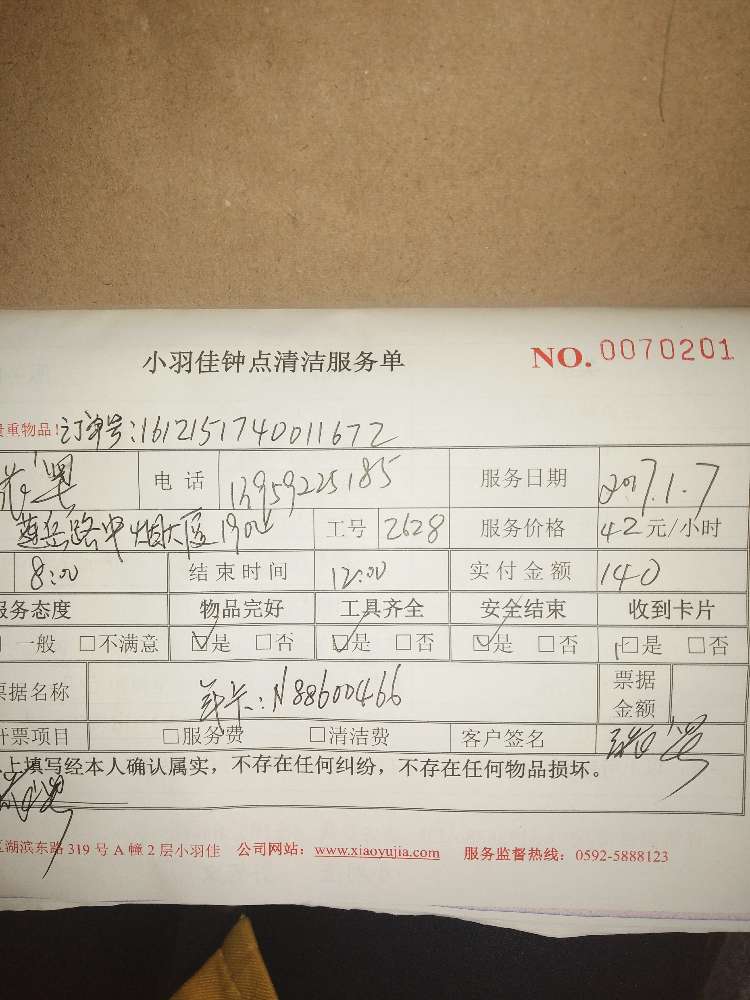 小羽佳钟点清洁服务单 NO. 0070201
贵重物品! 订单号:1612151740011672
电 话 13959225185 服务日期 2017.1.7
莲岳路中烟大厦190 工号 2628 服务价格 42元/小时
8:00 结束时间 12:00 实付金额 140
服务态度 物品完好 工具齐全 安全结束 收到卡片
一般 □不满意 ☑是 □否 ☑是 □否 ☑是 □否 ☑是 □否
票据名称 N88600466 票据金额
开票项目 □服务费 □清洁费 客户签名
上填写经本人确认属实,不存在任何纠纷,不存在任何物品损坏。
湖滨东路319号A幢2层小羽佳 公司网站:www.xiaoyujia.com 服务监督热线:0592-5888123